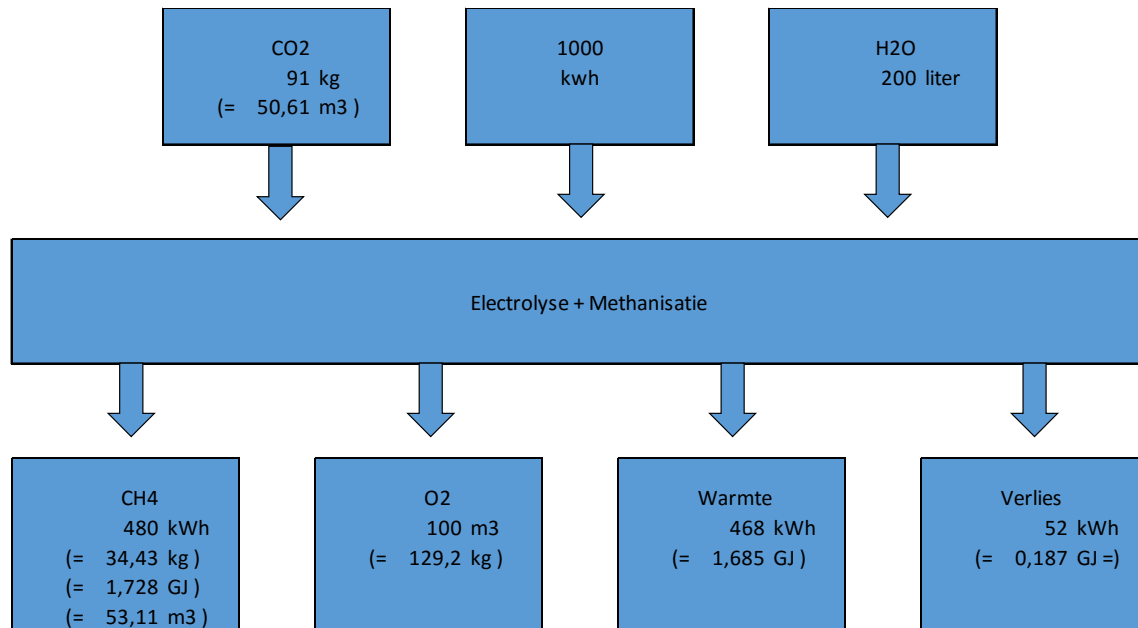 CO2
91 kg
(= 50,61 m3 )
1000
kwh
H2O
200 liter
Electrolyse + Methanisatie
CH4
480 kWh
(= 34,43 kg )
(= 1,728 GJ )
(= 53,11 m3 )
O2
100 m3
(= 129,2 kg )
Warmte
468 kWh
(= 1,685 GJ )
Verlies
52 kWh
(= 0,187 GJ =)